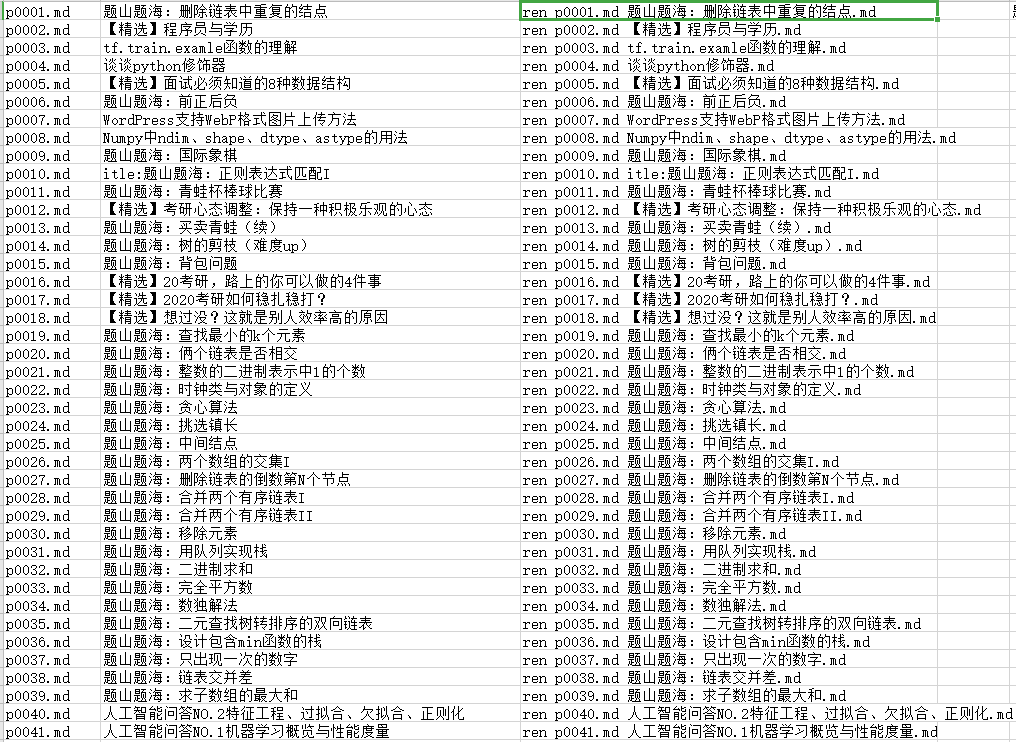 p0001.md 题山题海：删除链表中重复的结点 ren p0001.md 题山题海：删除链表中重复的结点.md
p0002.md 【精选】程序员与学历 ren p0002.md 【精选】程序员与学历.md
p0003.md tf.train.examle函数的理解 ren p0003.md tf.train.examle函数的理解.md
p0004.md 谈谈python修饰器 ren p0004.md 谈谈python修饰器.md
p0005.md 【精选】面试必须知道的8种数据结构 ren p0005.md 【精选】面试必须知道的8种数据结构.md
p0006.md 题山题海：前正后负 ren p0006.md 题山题海：前正后负.md
p0007.md WordPress支持WebP格式图片上传方法 ren p0007.md WordPress支持WebP格式图片上传方法.md
p0008.md Numpy中ndim、shape、dtype、astype的用法 ren p0008.md Numpy中ndim、shape、dtype、astype的用法.md
p0009.md 题山题海：国际象棋 ren p0009.md 题山题海：国际象棋.md
p0010.md itle:题山题海：正则表达式匹配I ren p0010.md itle:题山题海：正则表达式匹配I.md
p0011.md 题山题海：青蛙杯棒球比赛 ren p0011.md 题山题海：青蛙杯棒球比赛.md
p0012.md 【精选】考研心态调整：保持一种积极乐观的心态 ren p0012.md 【精选】考研心态调整：保持一种积极乐观的心态.md
p0013.md 题山题海：买卖青蛙（续） ren p0013.md 题山题海：买卖青蛙（续）.md
p0014.md 题山题海：树的剪枝（难度up） ren p0014.md 题山题海：树的剪枝（难度up）.md
p0015.md 题山题海：背包问题 ren p0015.md 题山题海：背包问题.md
p0016.md 【精选】20考研，路上的你可以做的4件事 ren p0016.md 【精选】20考研，路上的你可以做的4件事.md
p0017.md 【精选】2020考研如何稳扎稳打？ ren p0017.md 【精选】2020考研如何稳扎稳打？.md
p0018.md 【精选】想过没？这就是别人效率高的原因 ren p0018.md 【精选】想过没？这就是别人效率高的原因.md
p0019.md 题山题海：查找最小的k个元素 ren p0019.md 题山题海：查找最小的k个元素.md
p0020.md 题山题海：俩个链表是否相交 ren p0020.md 题山题海：俩个链表是否相交.md
p0021.md 题山题海：整数的二进制表示中1的个数 ren p0021.md 题山题海：整数的二进制表示中1的个数.md
p0022.md 题山题海：时钟类与对象的定义 ren p0022.md 题山题海：时钟类与对象的定义.md
p0023.md 题山题海：贪心算法 ren p0023.md 题山题海：贪心算法.md
p0024.md 题山题海：挑选镇长 ren p0024.md 题山题海：挑选镇长.md
p0025.md 题山题海：中间结点 ren p0025.md 题山题海：中间结点.md
p0026.md 题山题海：两个数组的交集I ren p0026.md 题山题海：两个数组的交集I.md
p0027.md 题山题海：删除链表的倒数第N个节点 ren p0027.md 题山题海：删除链表的倒数第N个节点.md
p0028.md 题山题海：合并两个有序链表I ren p0028.md 题山题海：合并两个有序链表I.md
p0029.md 题山题海：合并两个有序链表II ren p0029.md 题山题海：合并两个有序链表II.md
p0030.md 题山题海：移除元素 ren p0030.md 题山题海：移除元素.md
p0031.md 题山题海：用队列实现栈 ren p0031.md 题山题海：用队列实现栈.md
p0032.md 题山题海：二进制求和 ren p0032.md 题山题海：二进制求和.md
p0033.md 题山题海：完全平方数 ren p0033.md 题山题海：完全平方数.md
p0034.md 题山题海：数独解法 ren p0034.md 题山题海：数独解法.md
p0035.md 题山题海：二元查找树转排序的双向链表 ren p0035.md 题山题海：二元查找树转排序的双向链表.md
p0036.md 题山题海：设计包含min函数的栈 ren p0036.md 题山题海：设计包含min函数的栈.md
p0037.md 题山题海：只出现一次的数字 ren p0037.md 题山题海：只出现一次的数字.md
p0038.md 题山题海：链表交并差 ren p0038.md 题山题海：链表交并差.md
p0039.md 题山题海：求子数组的最大和 ren p0039.md 题山题海：求子数组的最大和.md
p0040.md 人工智能问答NO.2特征工程、过拟合、欠拟合、正则化 ren p0040.md 人工智能问答NO.2特征工程、过拟合、欠拟合、正则化.md
p0041.md 人工智能问答NO.1机器学习概览与性能度量 ren p0041.md 人工智能问答NO.1机器学习概览与性能度量.md